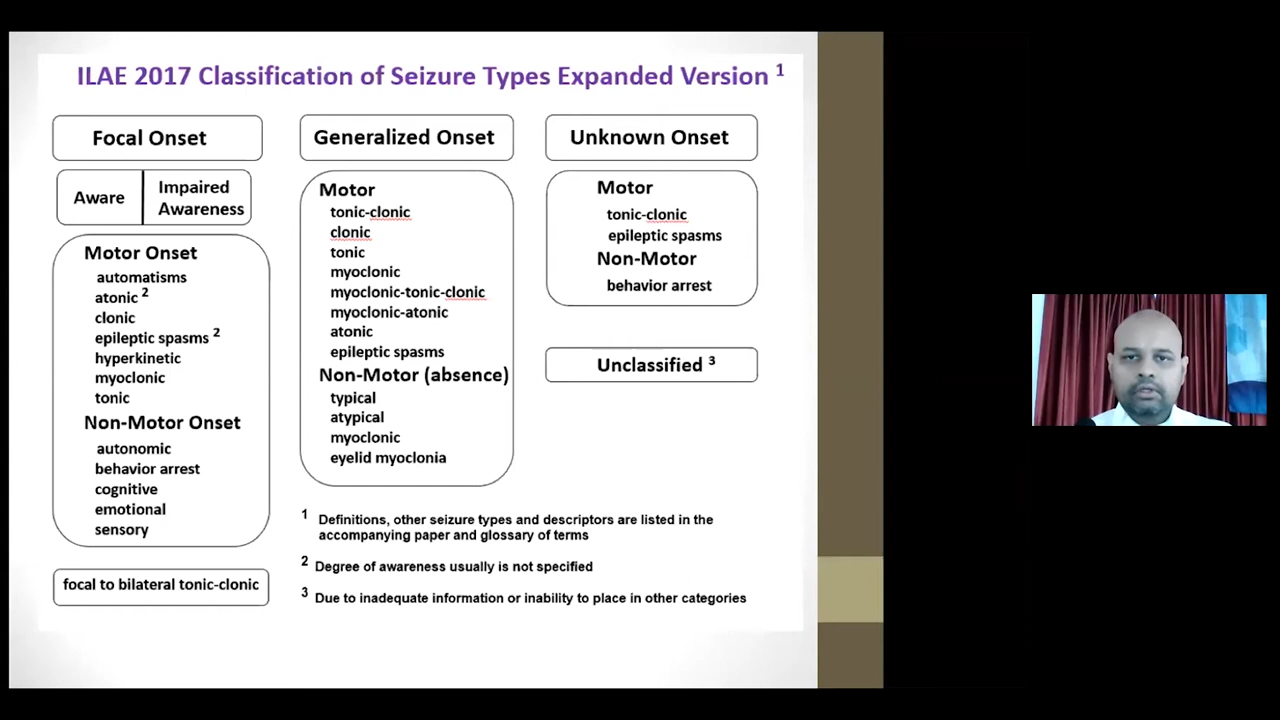 ILAE 2017 Classification of Seizure Types Expanded Version 1
Focal Onset
Aware
Impaired
Awareness
Motor Onset
automatisms
atonic 2
clonic
epileptic spasms 2
hyperkinetic
myoclonic
tonic
Non-Motor Onset
autonomic
behavior arrest
cognitive
emotional
sensory
focal to bilateral tonic-clonic
Generalized Onset
Motor
tonic-clonic
clonic
tonic
myoclonic
myoclonic-tonic-clonic
myoclonic-atonic
atonic
epileptic spasms
Non-Motor (absence)
typical
atypical
myoclonic
eyelid myoclonia
Unknown Onset
Motor
tonic-clonic
epileptic spasms
Non-Motor
behavior arrest
Unclassified 3
1 Definitions, other seizure types and descriptors are listed in the
accompanying paper and glossary of terms
2 Degree of awareness usually is not specified
3 Due to inadequate information or inability to place in other categories